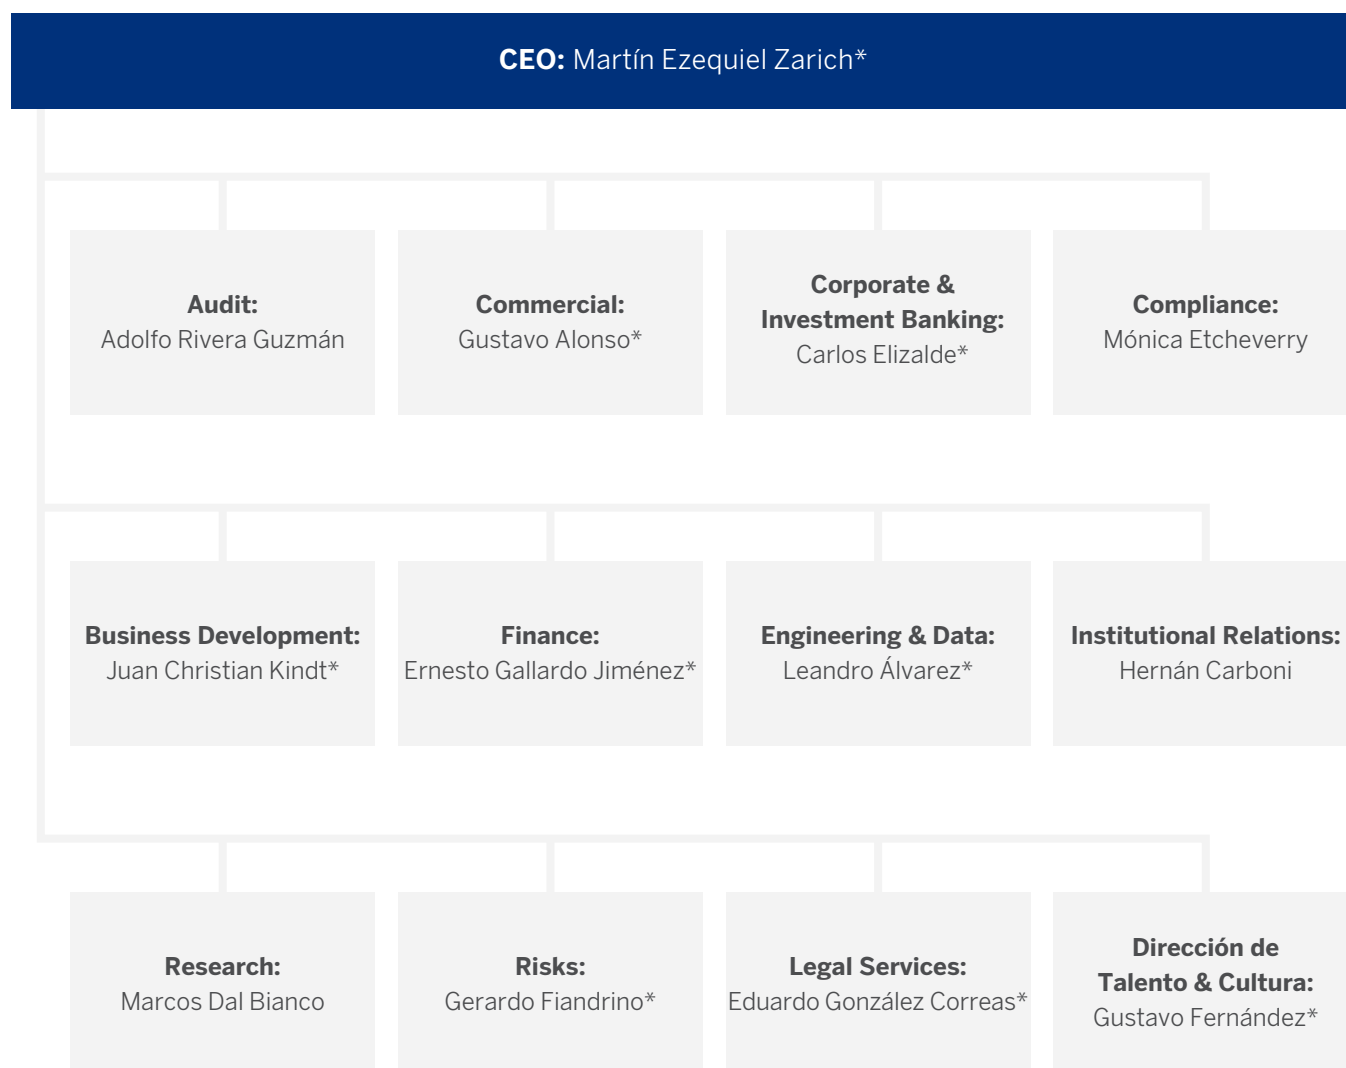 CEO: Martín Ezequiel Zarich*
Audit:
Adolfo Rivera Guzmán
Commercial:
Gustavo Alonso*
Corporate &
Investment Banking:
Carlos Elizalde*
Compliance:
Mónica Etcheverry
Business Development:
Juan Christian Kindt*
Finance:
Ernesto Gallardo Jiménez*
Engineering & Data:
Leandro Álvarez*
Institutional Relations:
Hernán Carboni
Research:
Marcos Dal Bianco
Risks:
Gerardo Fiandrino*
Legal Services:
Eduardo González Correas*
Dirección de
Talento & Cultura:
Gustavo Fernández*